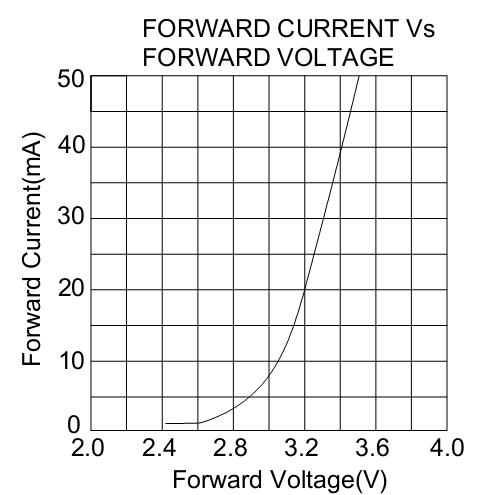 FORWARD CURRENT Vs
FORWARD VOLTAGE
Forward Current(mA)
50
40
30
20
10
0
2.0 2.4 2.8 3.2 3.6 4.0
Forward Voltage(V)